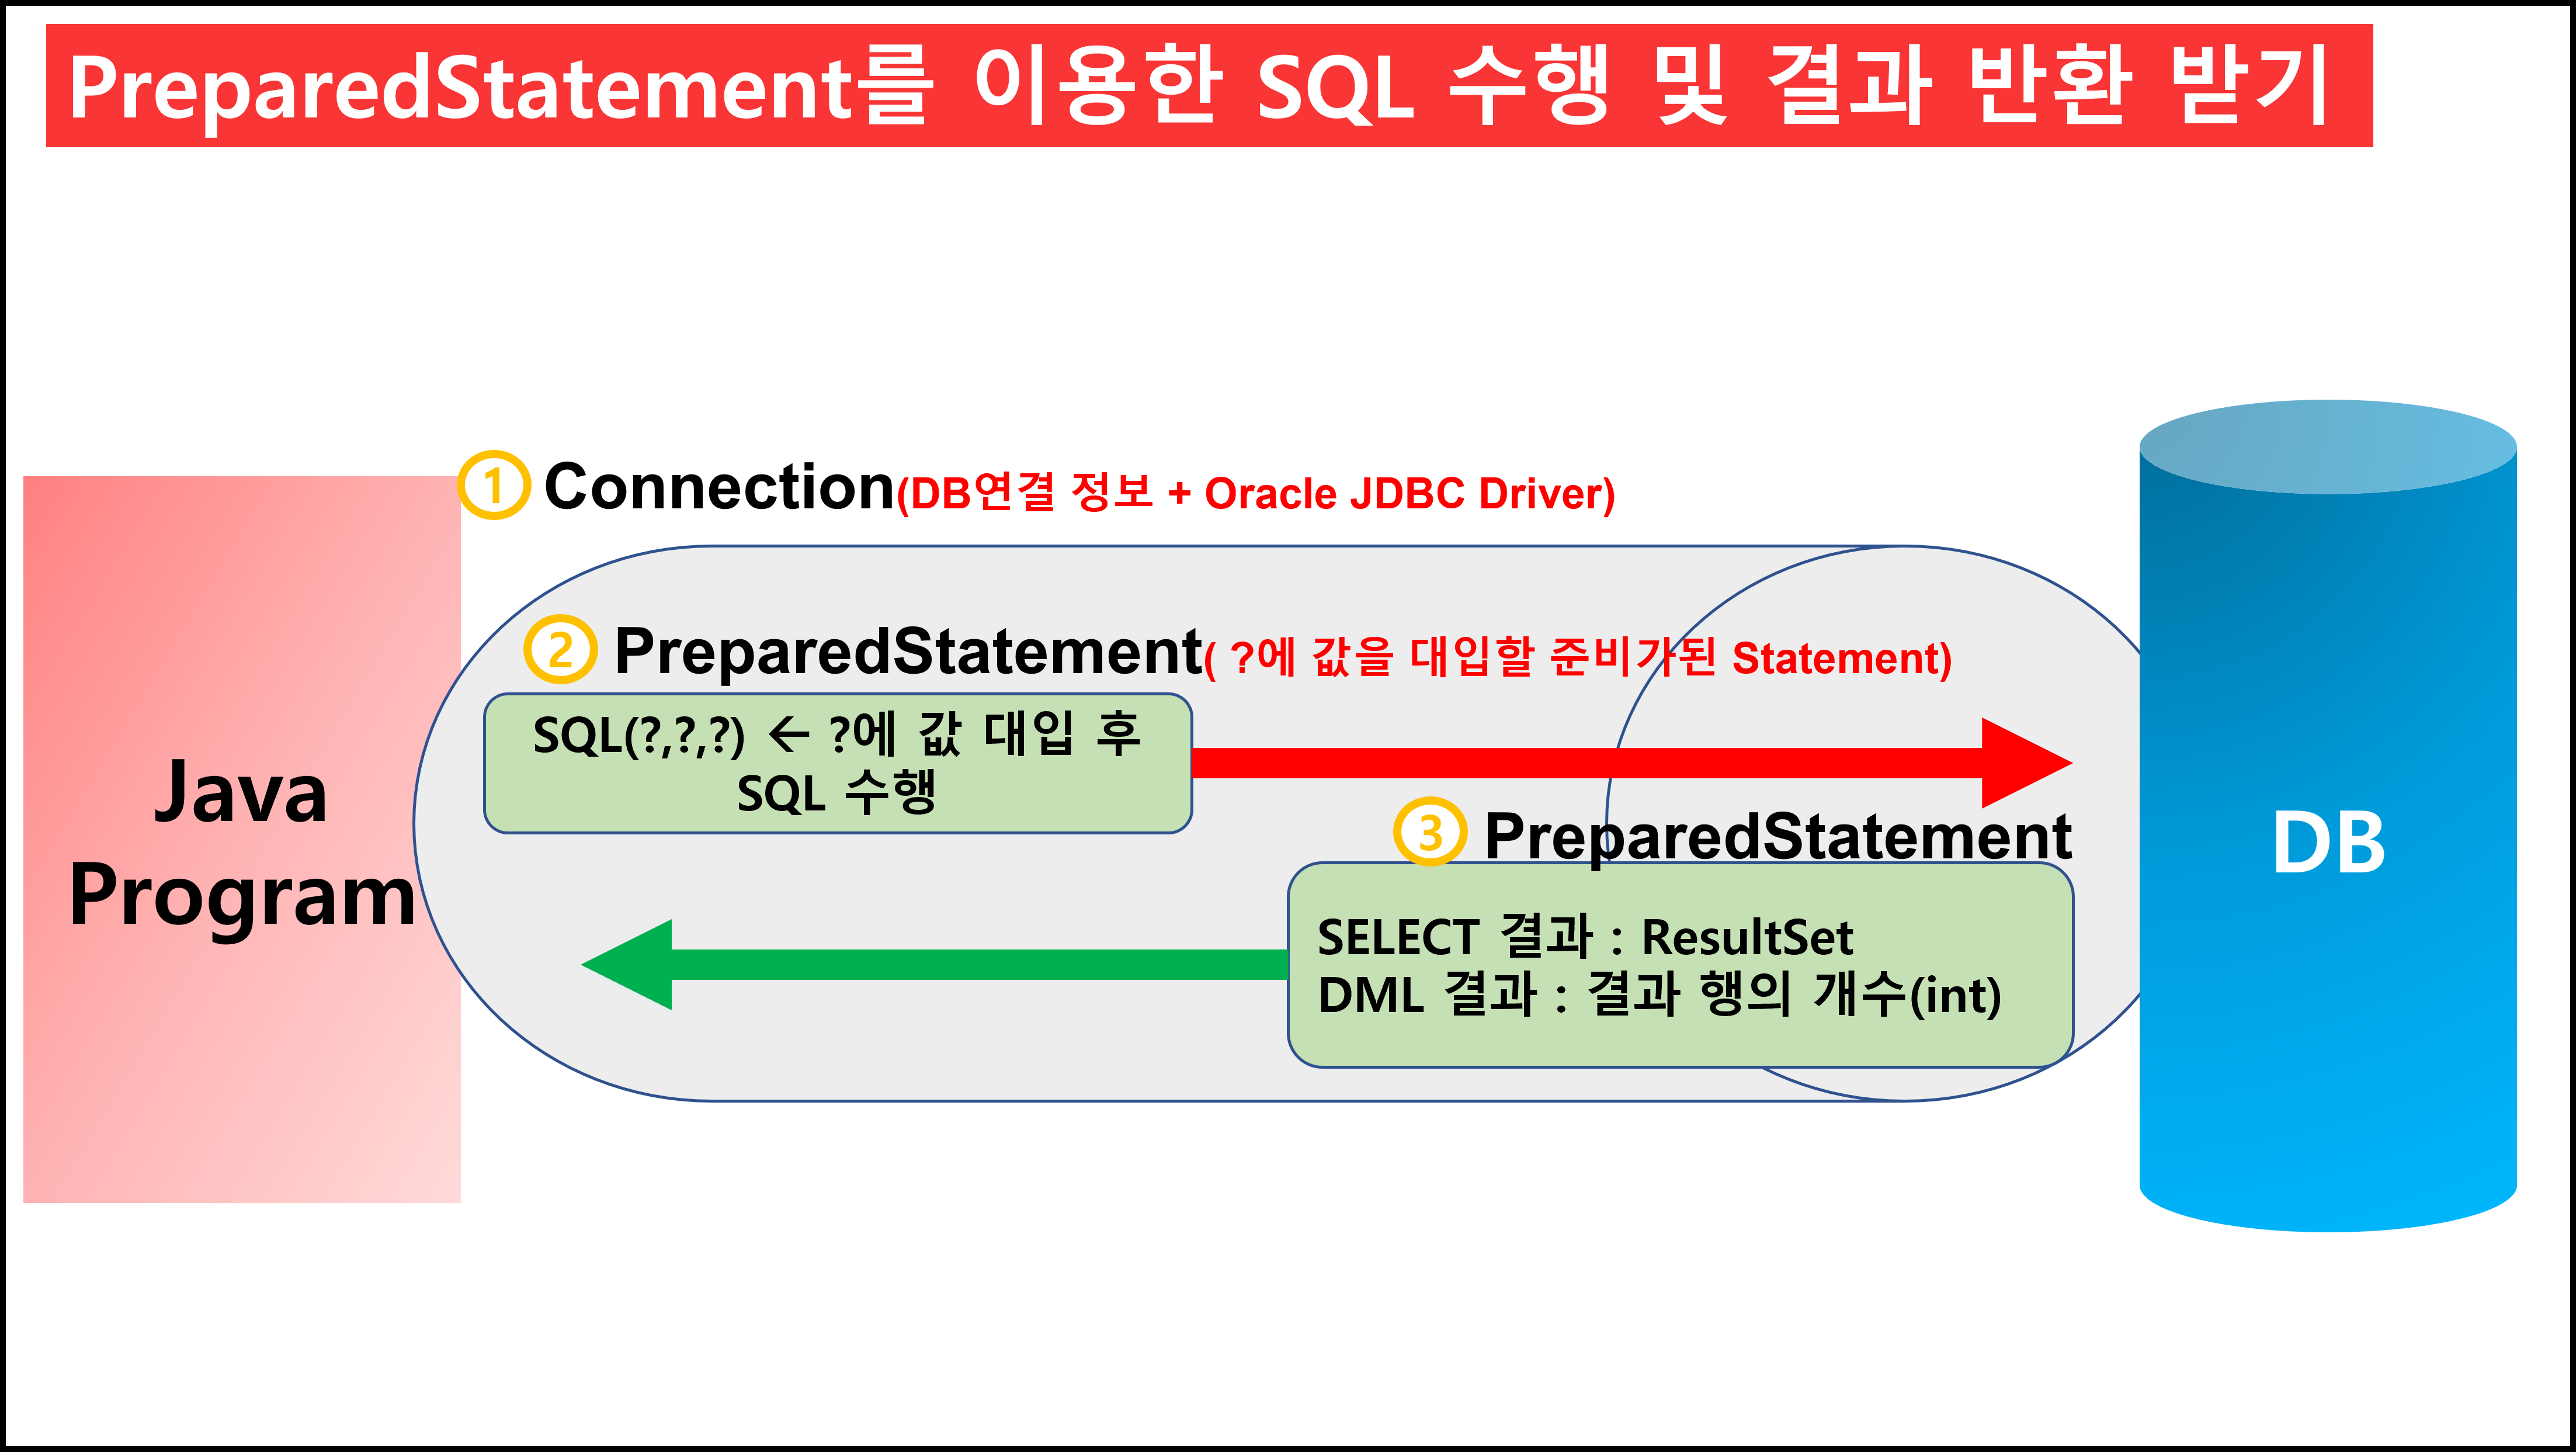 PreparedStatement를 이용한 SQL 수행 및 결과 반환 받기
① Connection(DB연결 정보 + Oracle JDBC Driver)
② PreparedStatement( ?에 값을 대입할 준비가된 Statement)
SQL(?,?,?) ← ?에 값 대입 후
SQL 수행
③ PreparedStatement
SELECT 결과 : ResultSet
DML 결과 : 결과 행의 개수(int)
Java
Program
DB